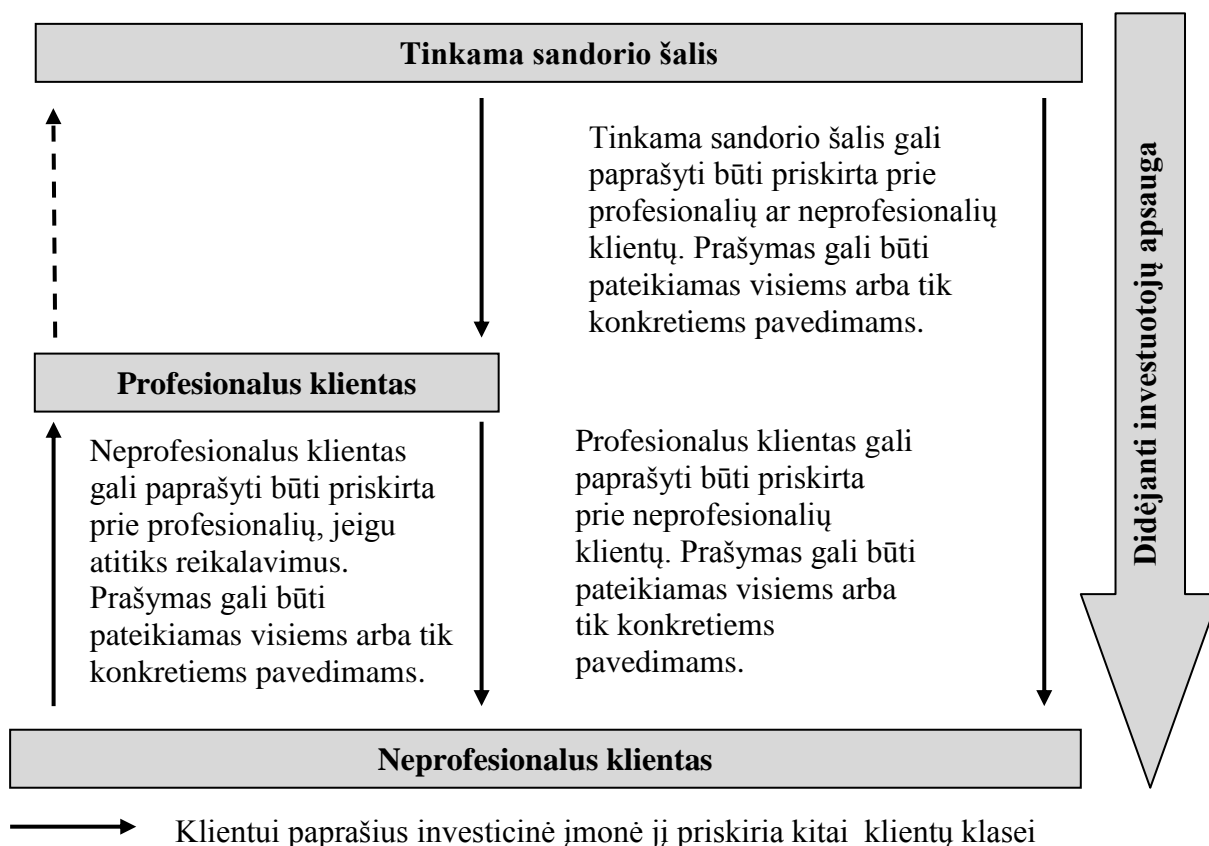 Tinkama sandorio šalis
Tinkama sandorio šalis gali
paprašyti būti priskirta prie
profesionalių ar neprofesionalių
klientų. Prašymas gali būti
pateikiamas visiems arba tik
konkretiems pavedimams.
Profesionalus klientas
Neprofesionalus klientas
gali paprašyti būti priskirta
prie profesionalių, jeigu
atitiks reikalavimus.
Prašymas gali būti
pateikiamas visiems arba tik
konkretiems pavedimams.
Profesionalus klientas gali
paprašyti būti priskirta
prie neprofesionalių
klientų. Prašymas gali būti
pateikiamas visiems arba
tik konkretiems
pavedimams.
Neprofesionalus klientas
Didėjanti investuotojų apsauga
Klientui paprašius investicinė įmonė jį priskiria kitai klientų klasei